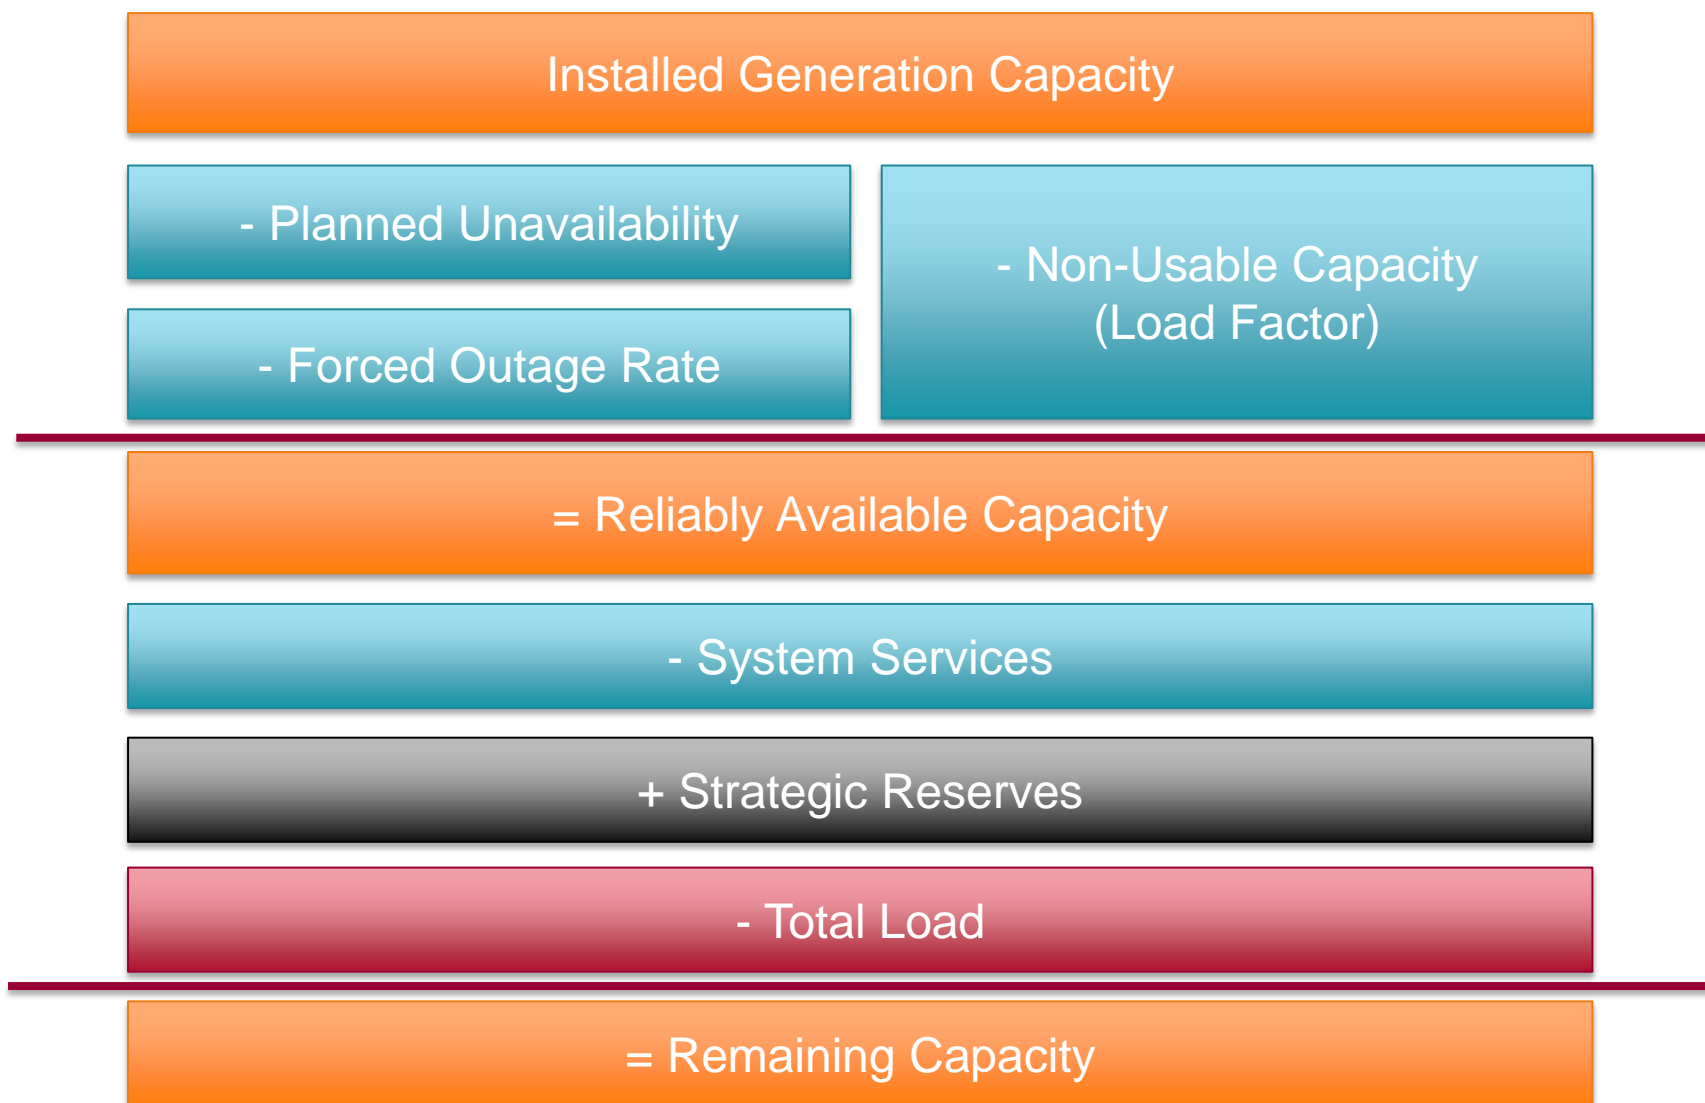 Installed Generation Capacity
- Planned Unavailability
- Forced Outage Rate
- Non-Usable Capacity
(Load Factor)
= Reliably Available Capacity
- System Services
+ Strategic Reserves
- Total Load
= Remaining Capacity